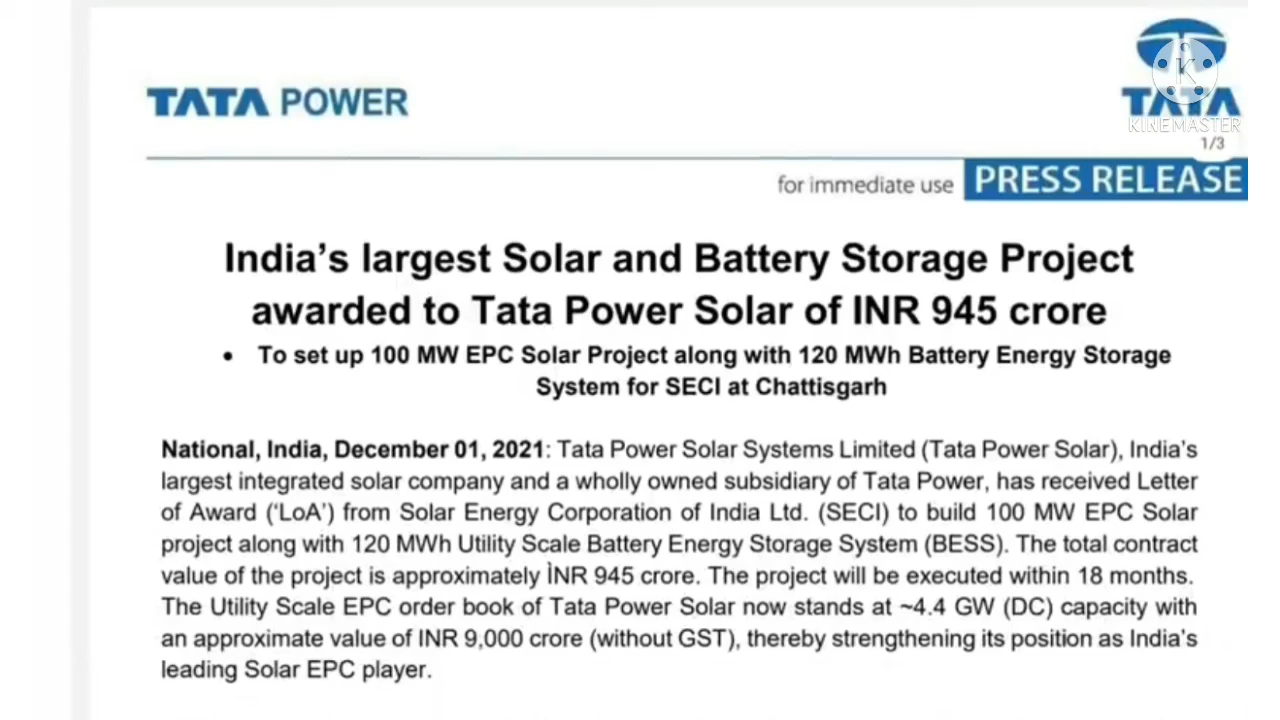 TATA POWER
TATA
K
KINEMASTER
1/3
for immediate use PRESS RELEASE
India's largest Solar and Battery Storage Project
awarded to Tata Power Solar of INR 945 crore
• To set up 100 MW EPC Solar Project along with 120 MWh Battery Energy Storage
System for SECI at Chattisgarh
National, India, December 01, 2021: Tata Power Solar Systems Limited (Tata Power Solar), India's
largest integrated solar company and a wholly owned subsidiary of Tata Power, has received Letter
of Award ('LoA') from Solar Energy Corporation of India Ltd. (SECI) to build 100 MW EPC Solar
project along with 120 MWh Utility Scale Battery Energy Storage System (BESS). The total contract
value of the project is approximately INR 945 crore. The project will be executed within 18 months.
The Utility Scale EPC order book of Tata Power Solar now stands at ~4.4 GW (DC) capacity with
an approximate value of INR 9,000 crore (without GST), thereby strengthening its position as India's
leading Solar EPC player.